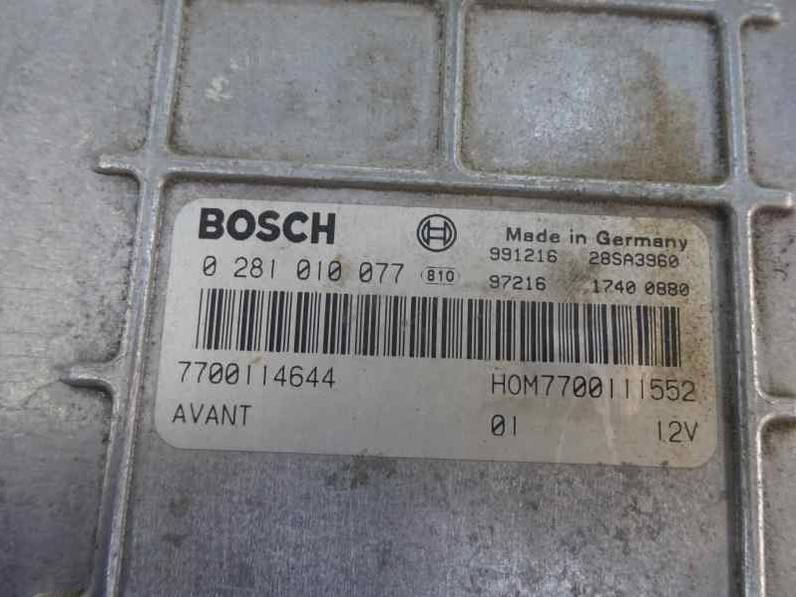 BOSCH
Made in Germany
991216 28SA3960
0 281 010 077 810
97216 1740 0880
7700114644 HOM7700111552
AVANT 01 12V